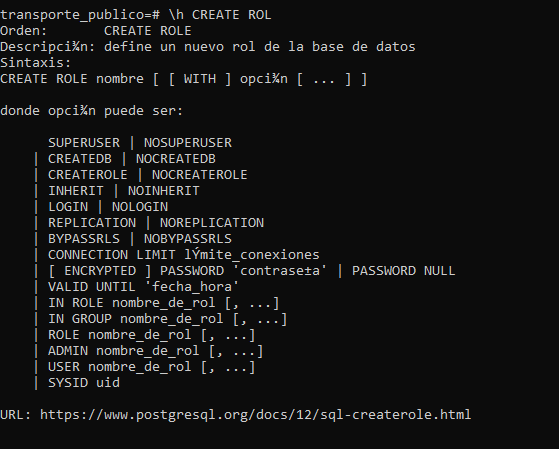 transporte_publico=# \h CREATE ROL
Orden:       CREATE ROLE
Descripci¾n: define un nuevo rol de la base de datos
Sintaxis:
CREATE ROLE nombre [ [ WITH ] opci¾n [ ... ] ]
donde opci¾n puede ser:
      SUPERUSER | NOSUPERUSER
    | CREATEDB | NOCREATEDB
    | CREATEROLE | NOCREATEROLE
    | INHERIT | NOINHERIT
    | LOGIN | NOLOGIN
    | REPLICATION | NOREPLICATION
    | BYPASSRLS | NOBYPASSRLS
    | CONNECTION LIMIT lÝmite_conexiones
    | [ ENCRYPTED ] PASSWORD 'contrase±a' | PASSWORD NULL
    | VALID UNTIL 'fecha_hora'
    | IN ROLE nombre_de_rol [, ...]
    | IN GROUP nombre_de_rol [, ...]
    | ROLE nombre_de_rol [, ...]
    | ADMIN nombre_de_rol [, ...]
    | USER nombre_de_rol [, ...]
    | SYSID uid
URL: https://www.postgresql.org/docs/12/sql-createrole.html